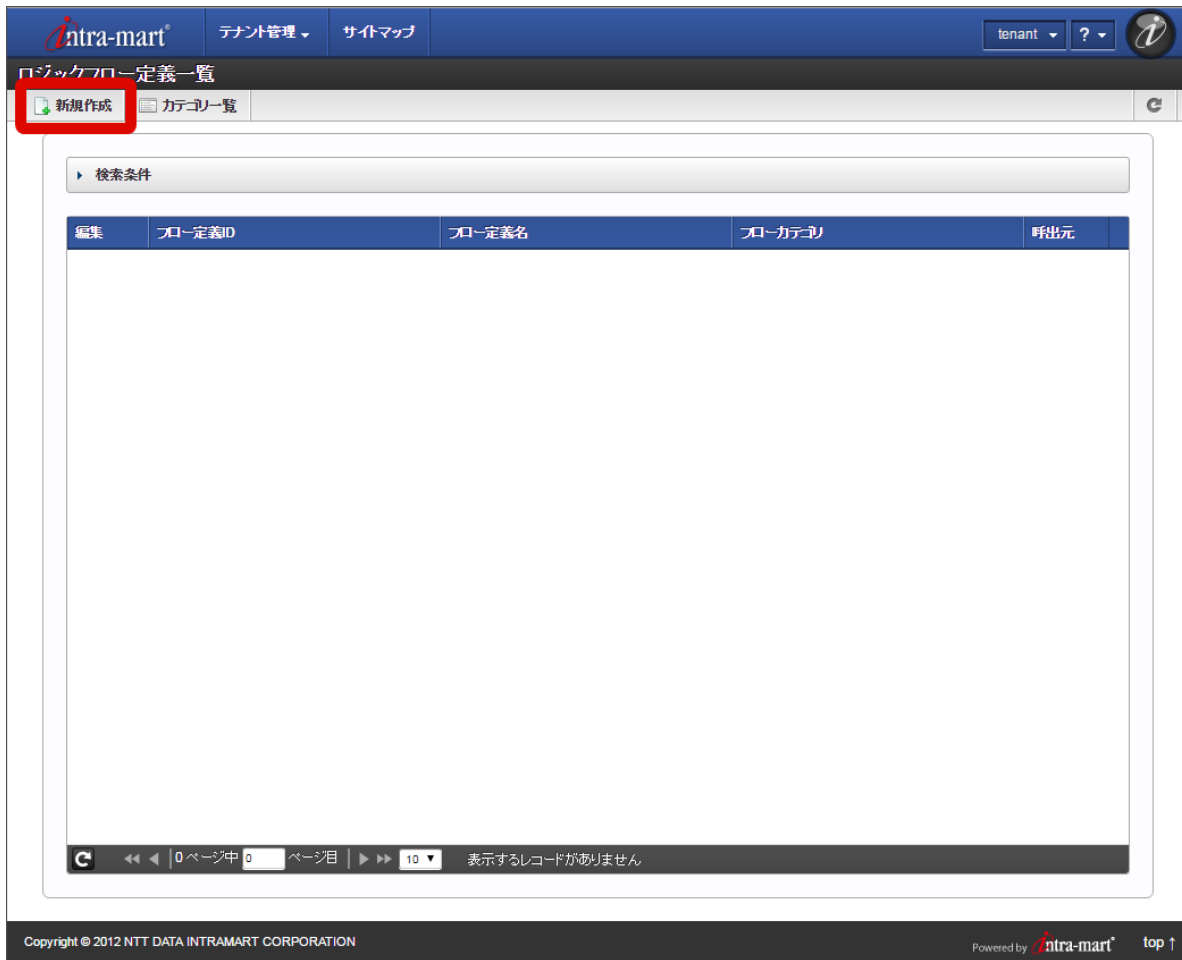 intra-mart® テナント管理 サイトマップ tenant ?
ロジックフロー定義一覧
新規作成 カテゴリ一覧
検索条件
編集 フロー定義ID フロー定義名 フローカテゴリ 呼出元
0 ページ中 0 ページ目 10 表示するレコードがありません
Copyright © 2012 NTT DATA INTRAMART CORPORATION Powered by intra-mart® top ↑